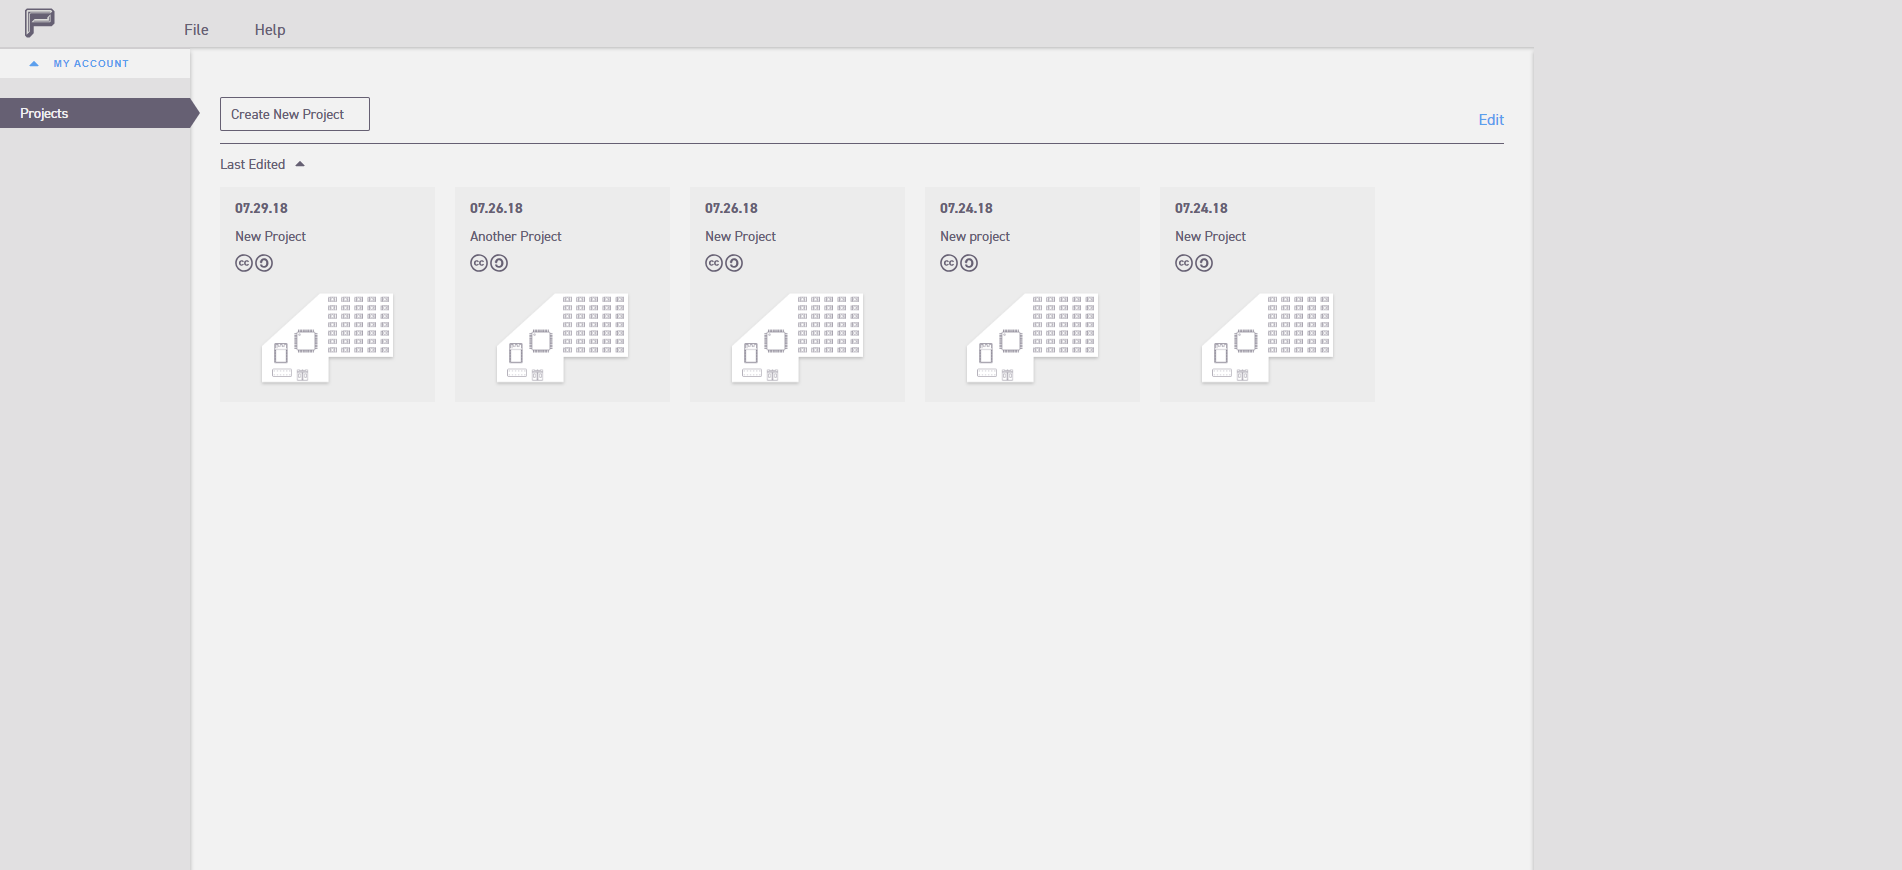 File Help
MY ACCOUNT
Projects
Create New Project
Edit
Last Edited
07.29.18
New Project
07.26.18
Another Project
07.26.18
New Project
07.24.18
New project
07.24.18
New Project